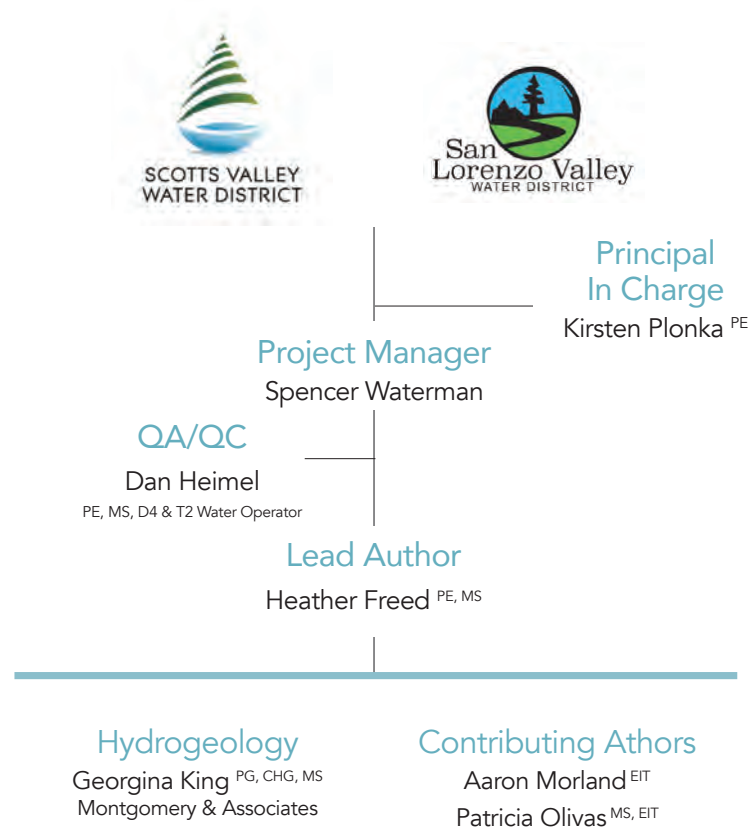 SCOTTS VALLEY
WATER DISTRICT
San
Lorenzo Valley
WATER DISTRICT
Principal
In Charge
Kirsten Plonka PE
Project Manager
Spencer Waterman
QA/QC
Dan Heimel
PE, MS, D4 & T2 Water Operator
Lead Author
Heather Freed PE, MS
Hydrogeology
Georgina King PG, CHG, MS
Montgomery & Associates
Contributing Athors
Aaron Morland EIT
Patricia Olivas MS, EIT